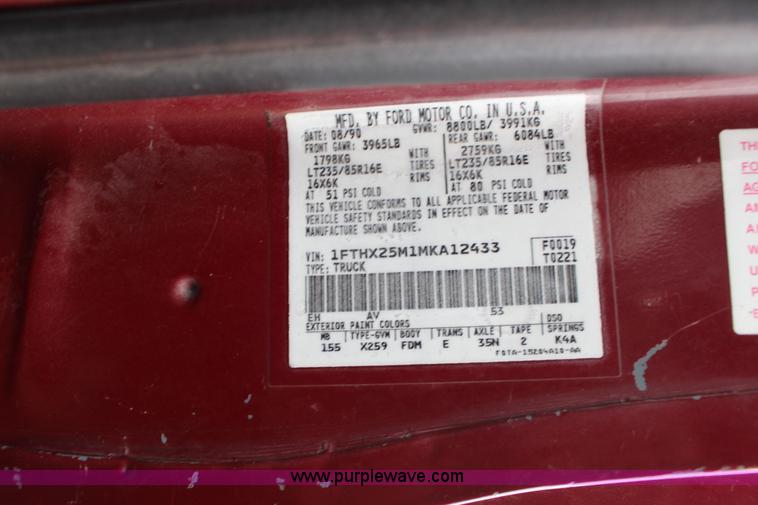 MFD. BY FORD MOTOR CO. IN U.S.A.
DATE: 08/90 GVWR: 8800LB/ 3991KG
FRONT GAWR: 3965LB REAR GAWR: 6084LB
1798KG WITH 2759KG WITH
LT235/85R16E TIRES LT235/85R16E TIRES
16X6K RIMS 16X6K RIMS
AT 51 PSI COLD AT 80 PSI COLD
THIS VEHICLE CONFORMS TO ALL APPLICABLE FEDERAL MOTOR
VEHICLE SAFETY STANDARDS IN EFFECT ON THE DATE OF
MANUFACTURE SHOWN ABOVE.
VIN: 1FTHX25M1MKA12433 F0019
TYPE: TRUCK T0221
EH AV 53
EXTERIOR PAINT COLORS DSO
WB TYPE-GVW BODY TRANS AXLE TAPE SPRINGS
155 X259 FDM E 35N 2 K4A
F0TA-15204A10-AA
www.purplewave.com